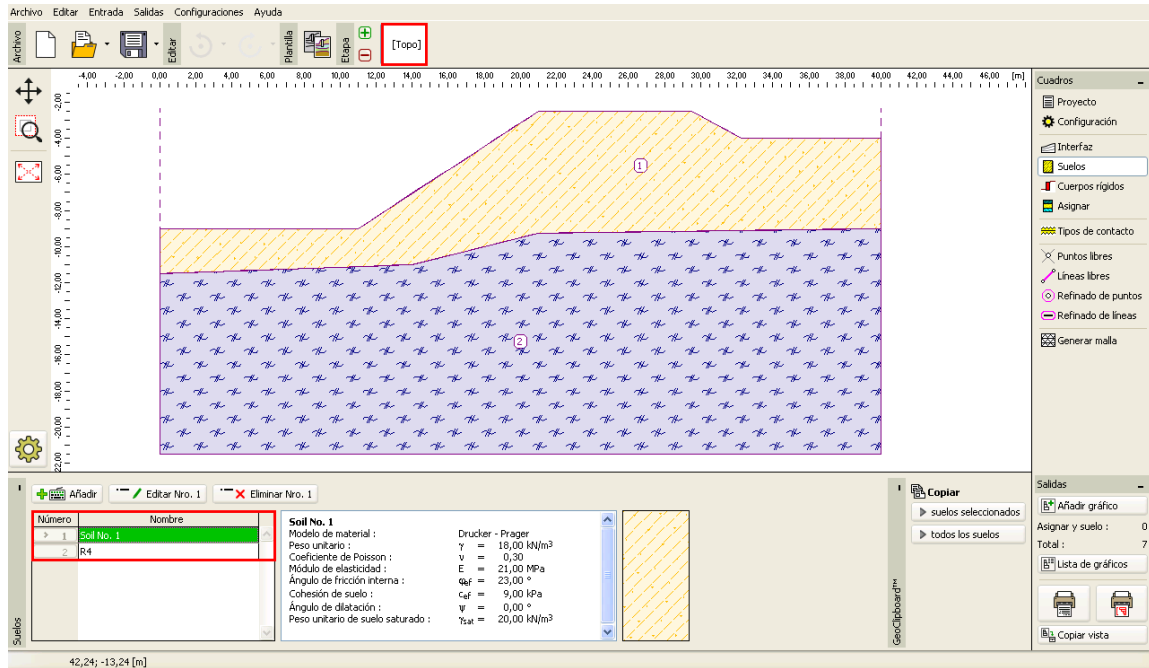 Archivo Editar Entrada Salidas Configuraciones Ayuda
Archivo
Editar
Plantilla
Etapa
[Topo]
-4,00 -2,00 0,00 2,00 4,00 6,00 8,00 10,00 12,00 14,00 16,00 18,00 20,00 22,00 24,00 26,00 28,00 30,00 32,00 34,00 36,00 38,00 40,00 42,00 44,00 46,00 [m]
-2,00
-4,00
-6,00
-8,00
-10,00
-12,00
-14,00
-16,00
-18,00
-20,00
22,00
1
2
Cuadros
Proyecto
Configuración
Interfaz
Suelos
Cuerpos rígidos
Asignar
Tipos de contacto
Puntos libres
Líneas libres
Refinado de puntos
Refinado de líneas
Generar malla
Añadir Editar Nro. 1 Eliminar Nro. 1
Número Nombre
1 Soil No. 1
2 R4
Soil No. 1
Modelo de material : Drucker - Prager
Peso unitario : γ = 18,00 kN/m³
Coeficiente de Poisson : ν = 0,30
Módulo de elasticidad : E = 21,00 MPa
Ángulo de fricción interna : φef = 23,00 °
Cohesión de suelo : cef = 9,00 kPa
Ángulo de dilatación : ψ = 0,00 °
Peso unitario de suelo saturado : γsat = 20,00 kN/m³
Suelos
Copiar
suelos seleccionados
todos los suelos
GeoClipboard™
Salidas
Añadir gráfico
Asignar y suelo : 0
Total : 7
Lista de gráficos
Copiar vista
42,24; -13,24 [m]